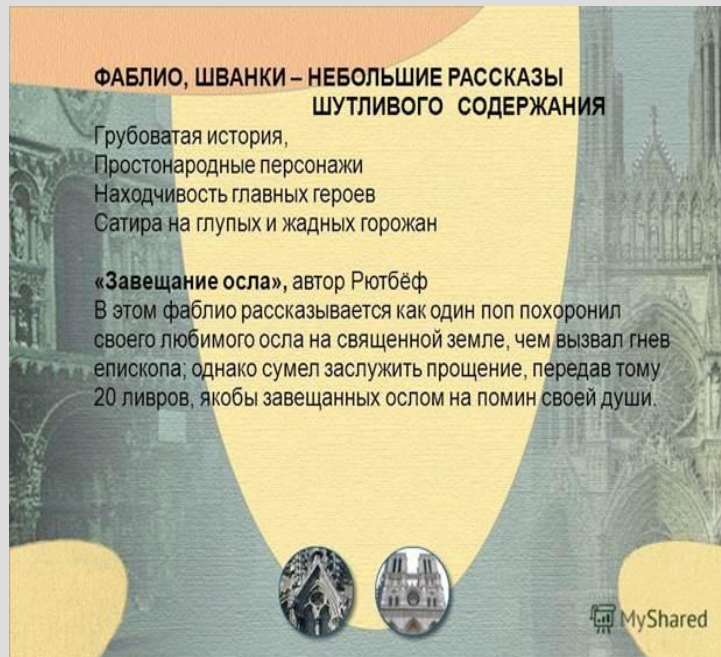 ФАБЛИО, ШВАНКИ – НЕБОЛЬШИЕ РАССКАЗЫ
ШУТЛИВОГО СОДЕРЖАНИЯ
Грубоватая история,
Простонародные персонажи
Находчивость главных героев
Сатира на глупых и жадных горожан
«Завещание осла», автор Рютбёф
В этом фаблио рассказывается как один поп похоронил
своего любимого осла на священной земле, чем вызвал гнев
епископа; однако сумел заслужить прощение, передав тому
20 ливров, якобы завещанных ослом на помин своей души.
MyShared